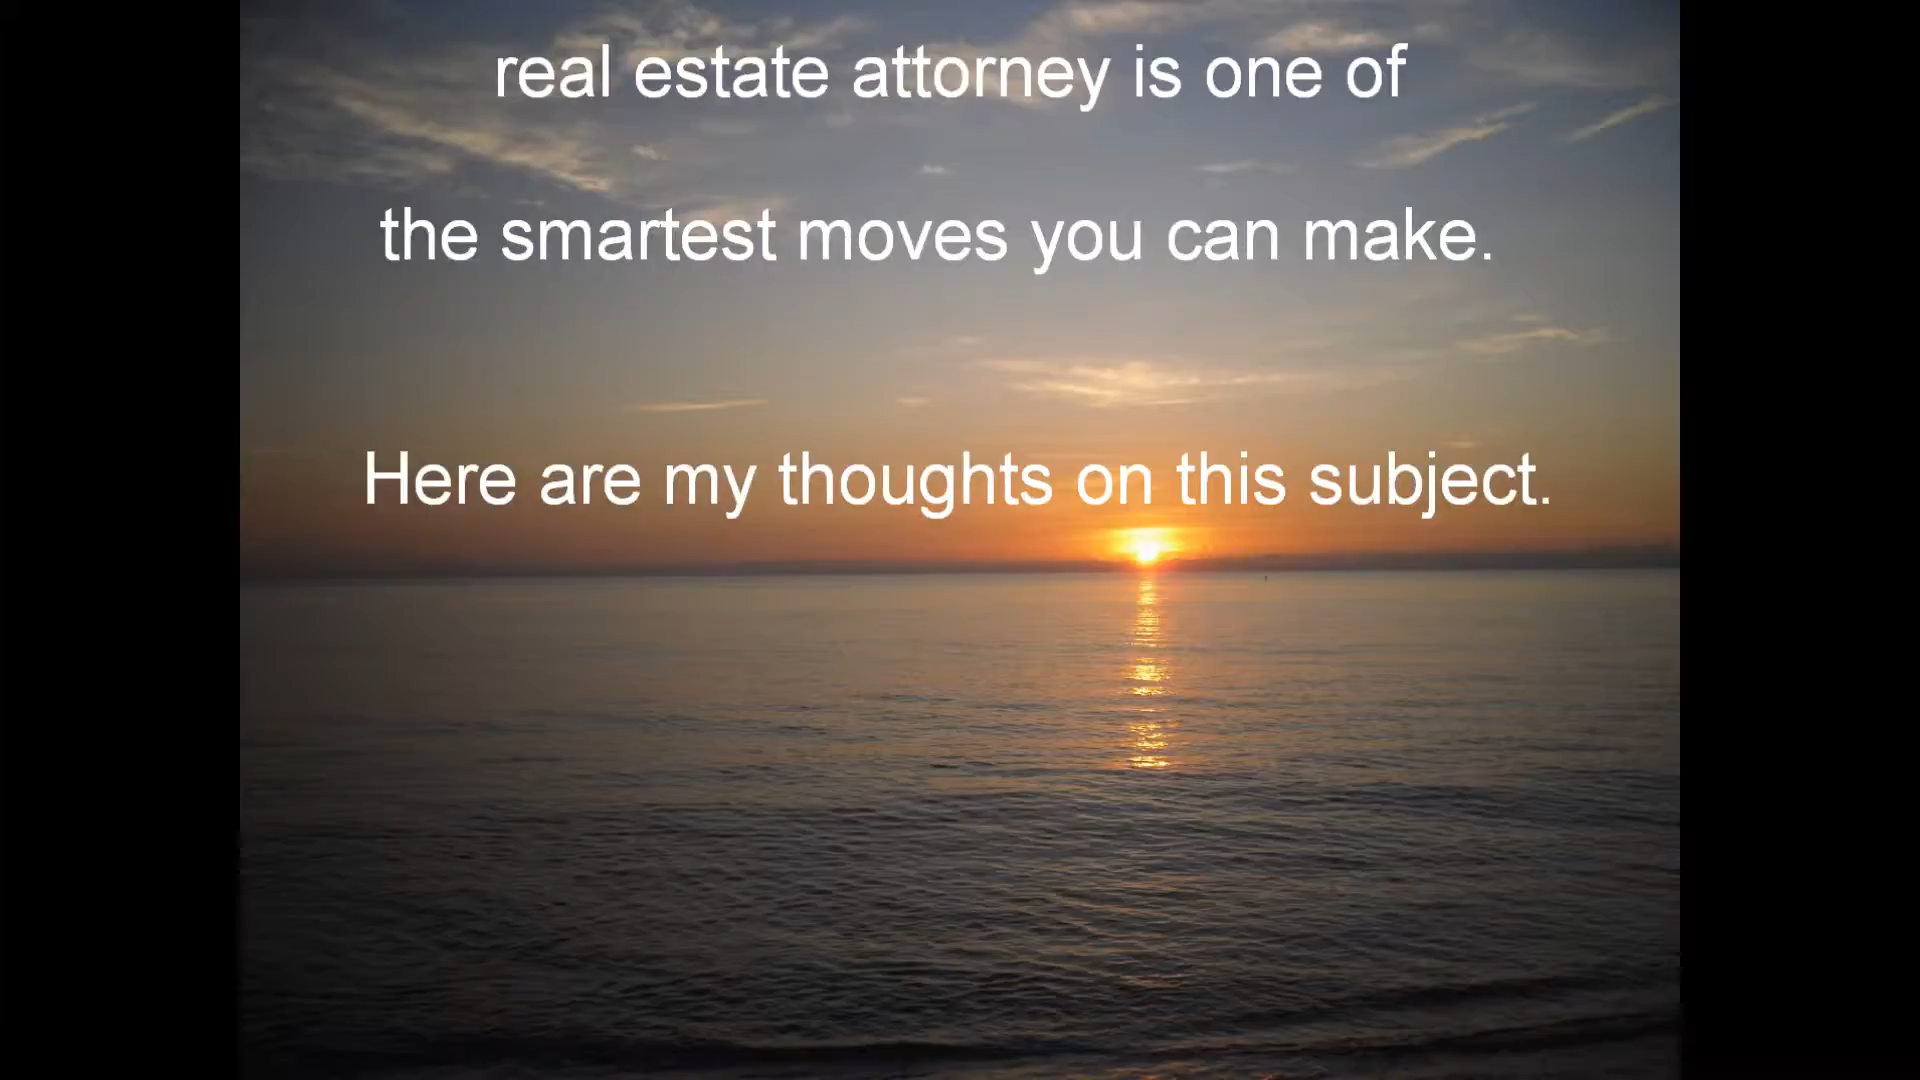 real estate attorney is one of
the smartest moves you can make.
Here are my thoughts on this subject.